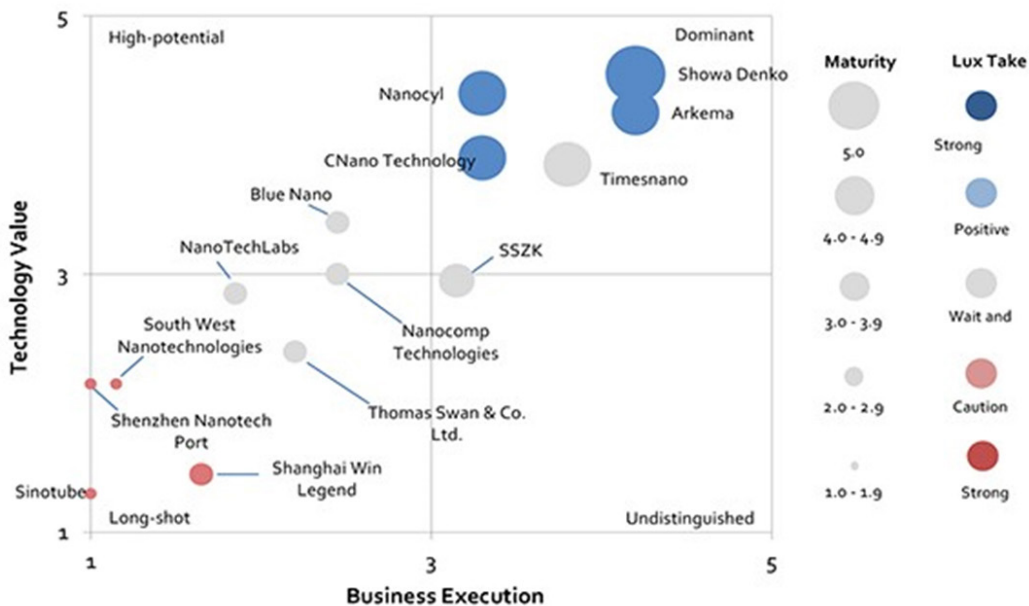 5
High-potential
Dominant
Maturity
Lux Take
Showa Denko
Nanocyl
Arkema
5.0
Strong
CNano Technology
Timesnano
Blue Nano
4.0 - 4.9
Positive
NanoTechLabs
SSZK
3
3.0 - 3.9
Wait and
South West
Nanotechnologies
Nanocomp
Technologies
2.0 - 2.9
Caution
Shenzhen Nanotech
Port
Thomas Swan & Co.
Ltd.
Shanghai Win
Legend
Sinotube
1.0 - 1.9
Strong
Long-shot
Undistinguished
1
1
3
5
Technology Value
Business Execution